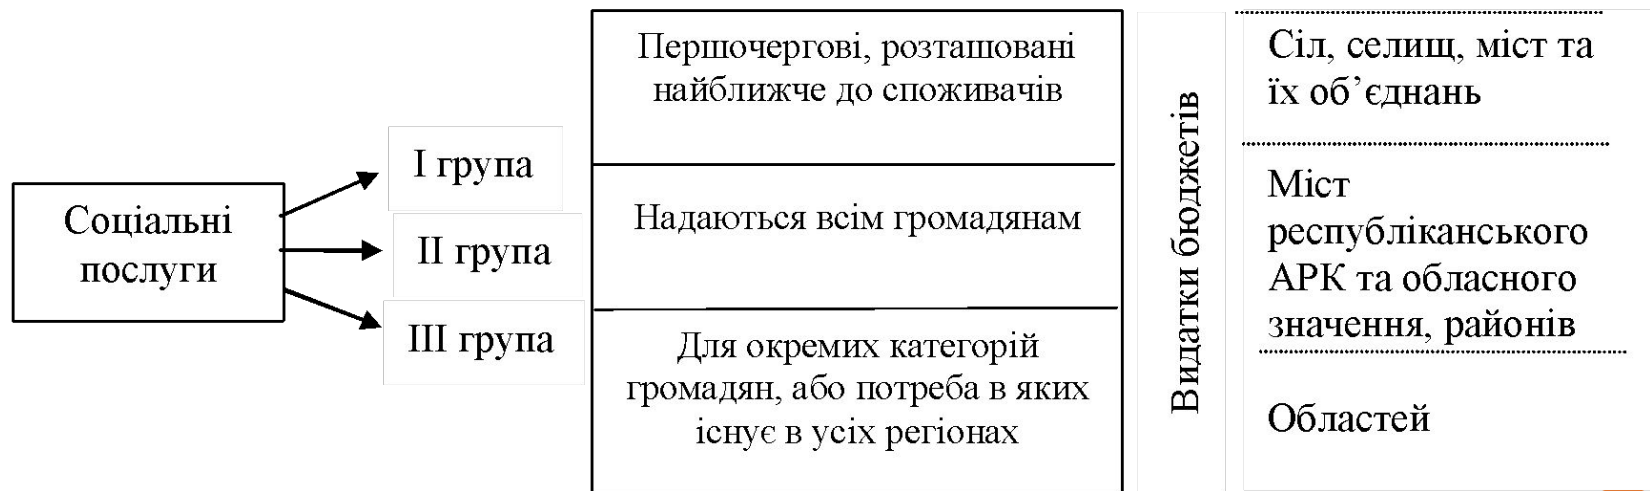 Соціальні
послуги
І група
ІІ група
ІІІ група
Першочергові, розташовані
найближче до споживачів
Надаються всім громадянам
Для окремих категорій
громадян, або потреба в яких
існує в усіх регіонах
Видатки бюджетів
Сіл, селищ, міст та
їх об’єднань
Міст
республіканського
АРК та обласного
значення, районів
Областей